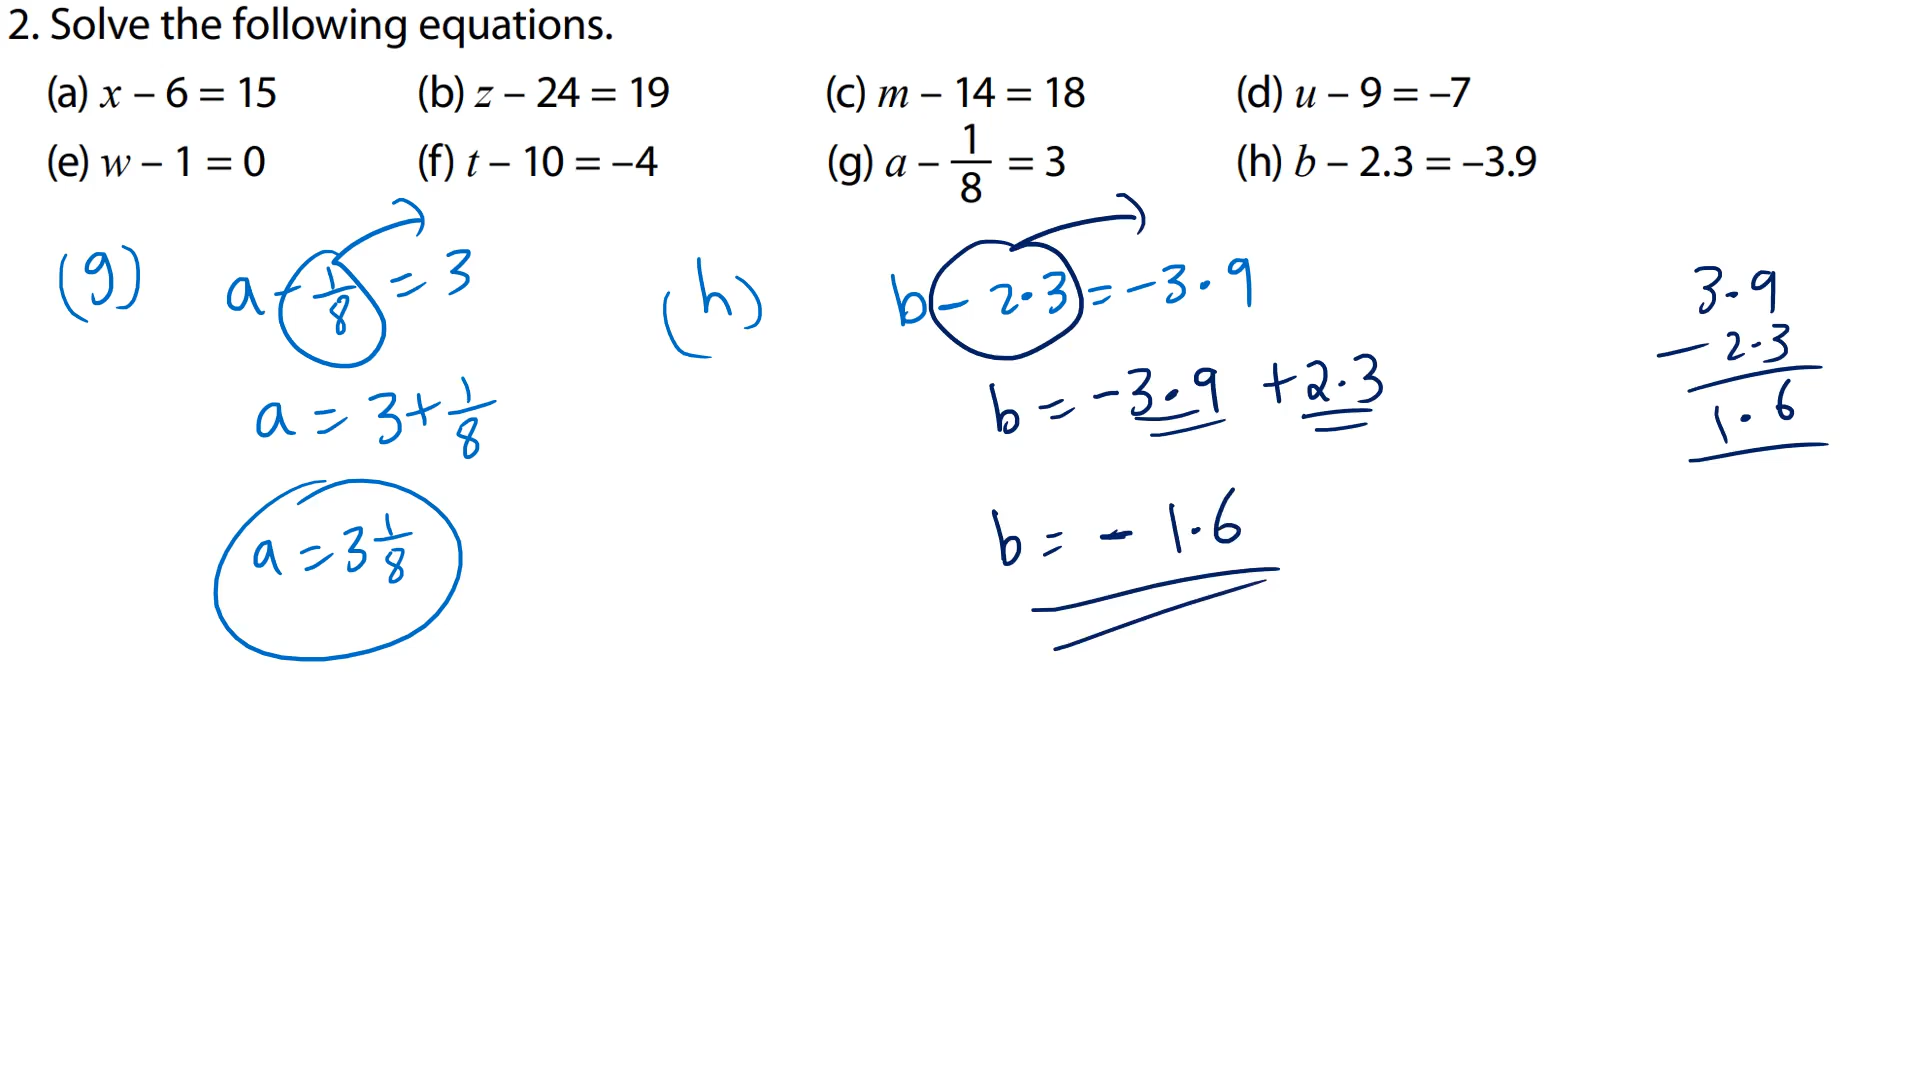 2. Solve the following equations.
(a) x – 6 = 15 (b) z – 24 = 19 (c) m – 14 = 18 (d) u – 9 = –7
(e) w – 1 = 0 (f) t – 10 = –4 (g) a – 1/8 = 3 (h) b – 2.3 = –3.9
(g) a - 1/8 = 3
a = 3 + 1/8
a = 3 1/8
(h) b - 2.3 = -3.9
b = -3.9 + 2.3
b = - 1.6
3.9
- 2.3
1.6